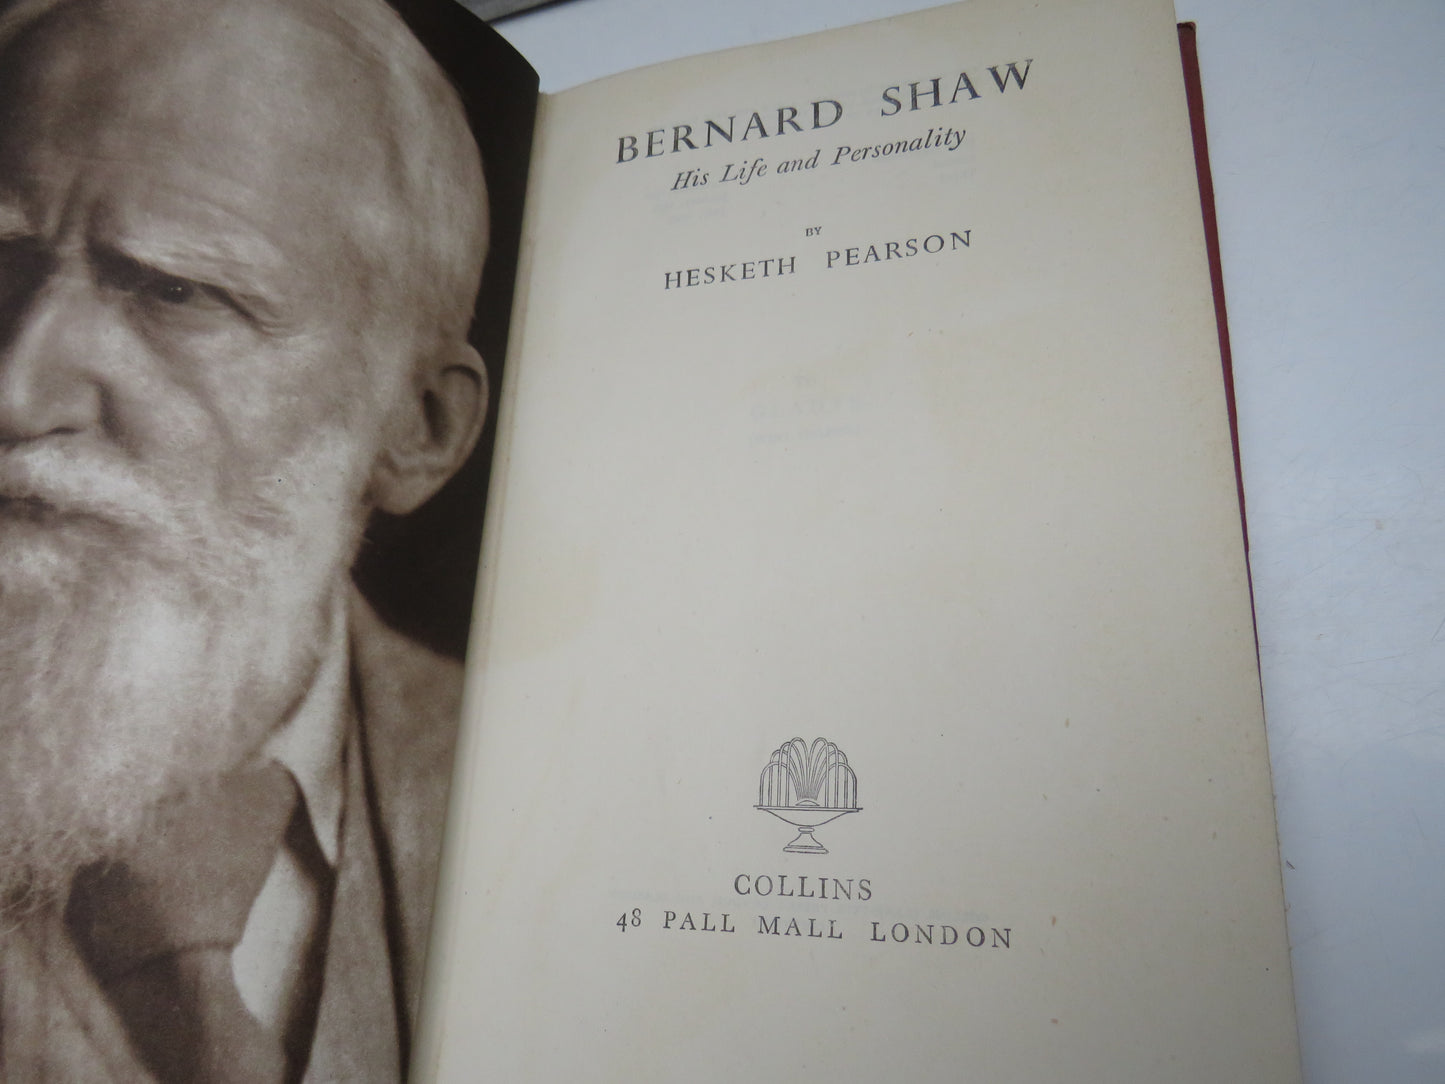 BERNARD SHAW
His Life and Personality
BY
HESKETH PEARSON
COLLINS
48 PALL MALL LONDON